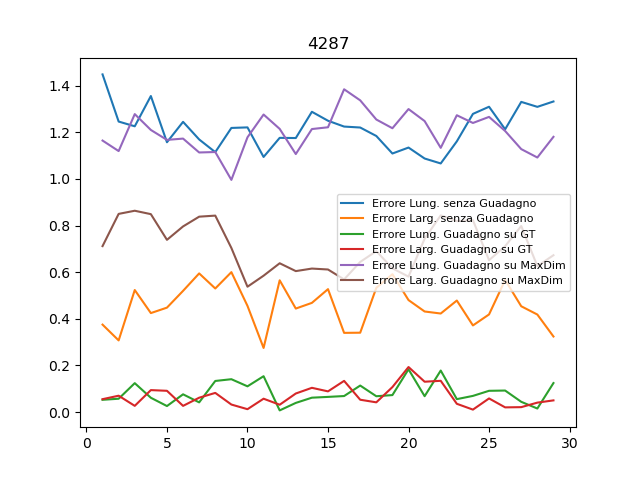 4287
1.4
1.2
1.0
0.8
0.6
0.4
0.2
0.0
Errore Lung. senza Guadagno
Errore Larg. senza Guadagno
Errore Lung. Guadagno su GT
Errore Larg. Guadagno su GT
Errore Lung. Guadagno su MaxDim
Errore Larg. Guadagno su MaxDim
0 5 10 15 20 25 30